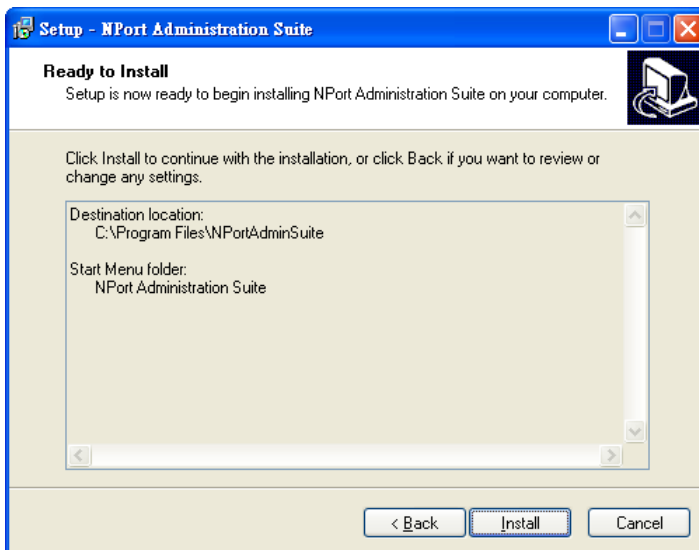 Setup - NPort Administration Suite
Ready to Install
Setup is now ready to begin installing NPort Administration Suite on your computer.
Click Install to continue with the installation, or click Back if you want to review or
change any settings.
Destination location:
C:\Program Files\NPortAdminSuite
Start Menu folder:
NPort Administration Suite
< Back
Install
Cancel